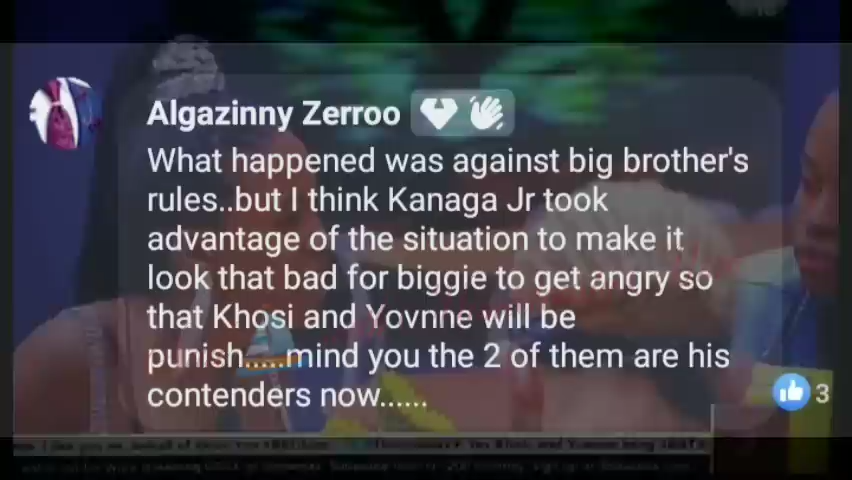 Algazinny Zerroo
What happened was against big brother's
rules..but I think Kanaga Jr took
advantage of the situation to make it
look that bad for biggie to get angry so
that Khosi and Yovnne will be
punish.....mind you the 2 of them are his
contenders now......
3